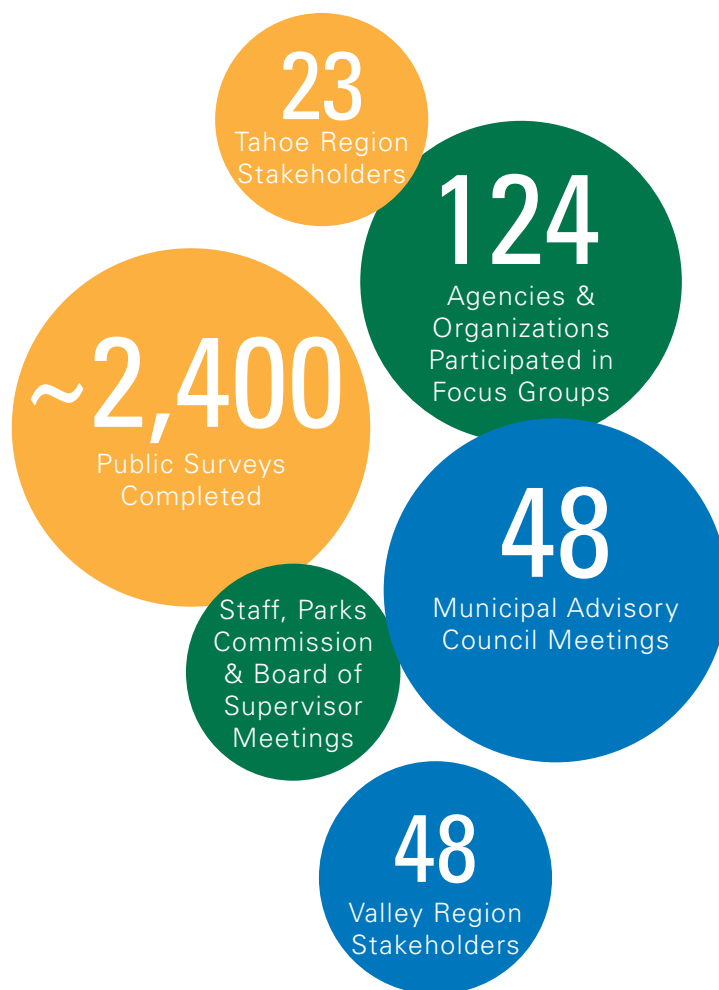 23
Tahoe Region
Stakeholders
124
Agencies &
Organizations
Participated in
Focus Groups
~2,400
Public Surveys
Completed
48
Municipal Advisory
Council Meetings
Staff, Parks
Commission
& Board of
Supervisor
Meetings
48
Valley Region
Stakeholders